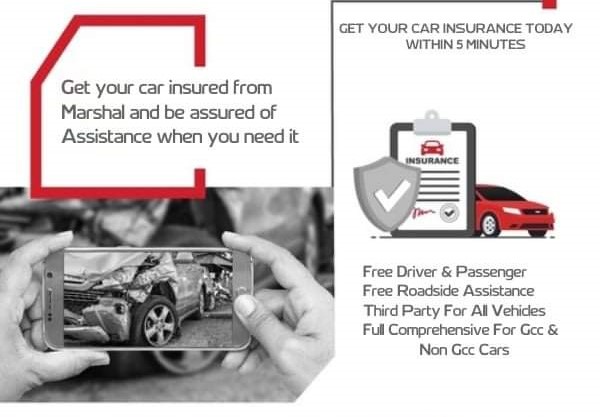 Get your car insured from
Marshal and be assured of
Assistance when you need it
GET YOUR CAR INSURANCE TODAY
WITHIN 5 MINUTES
INSURANCE
Free Driver & Passenger
Free Roadside Assistance
Third Party For All Vehicles
Full Comprehensive For Gcc &
Non Gcc Cars